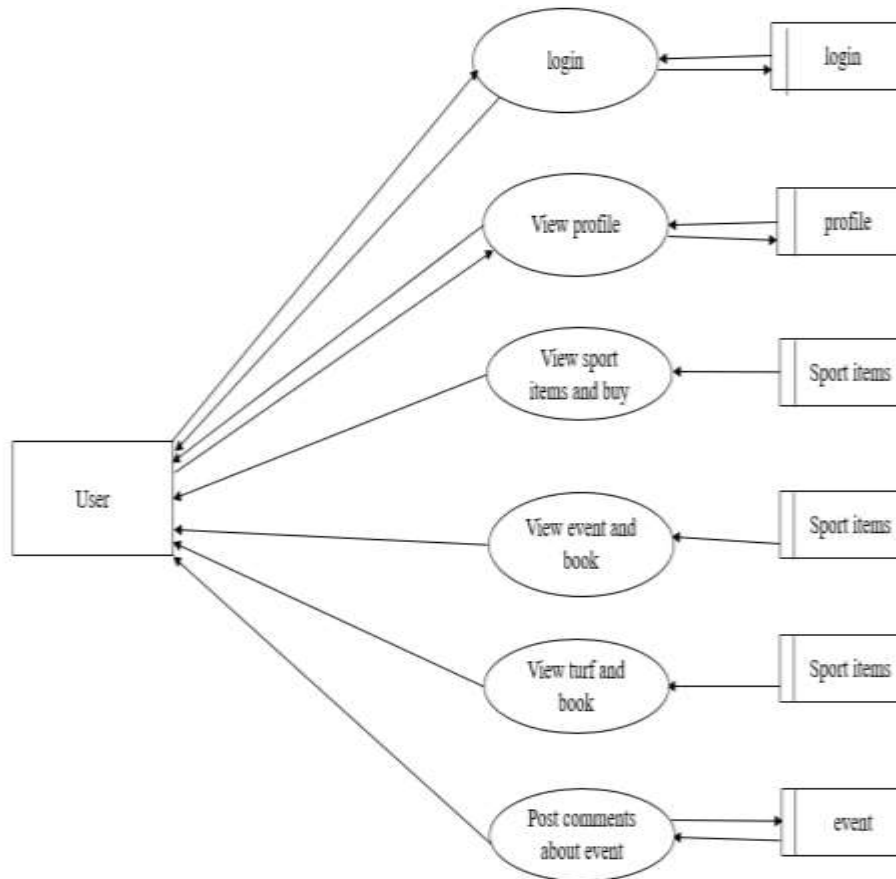 login
login
View profile
profile
View sport
items and buy
Sport items
User
View event and
book
Sport items
View turf and
book
Sport items
Post comments
about event
event